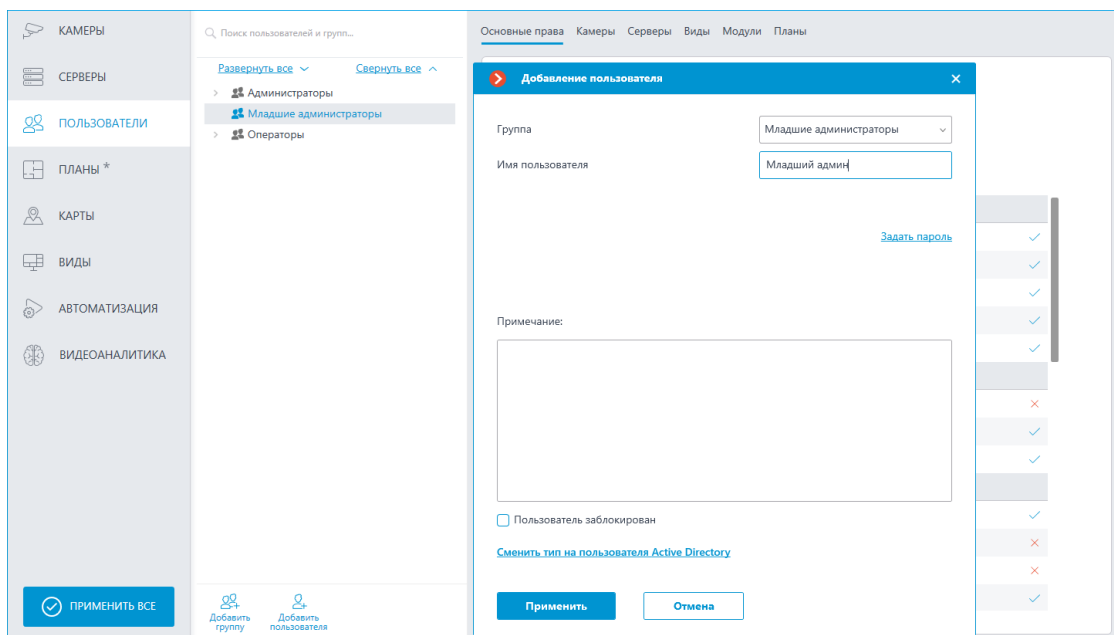 КАМЕРЫ
СЕРВЕРЫ
ПОЛЬЗОВАТЕЛИ
ПЛАНЫ *
КАРТЫ
ВИДЫ
АВТОМАТИЗАЦИЯ
ВИДЕОАНАЛИТИКА
ПРИМЕНИТЬ ВСЕ
Поиск пользователей и групп...
Развернуть все Свернуть все
Администраторы
Младшие администраторы
Операторы
Добавить группу
Добавить пользователя
Основные права Камеры Серверы Виды Модули Планы
Добавление пользователя
Группа Младшие администраторы
Имя пользователя Младший админ
Задать пароль
Примечание:
Пользователь заблокирован
Сменить тип на пользователя Active Directory
Применить Отмена